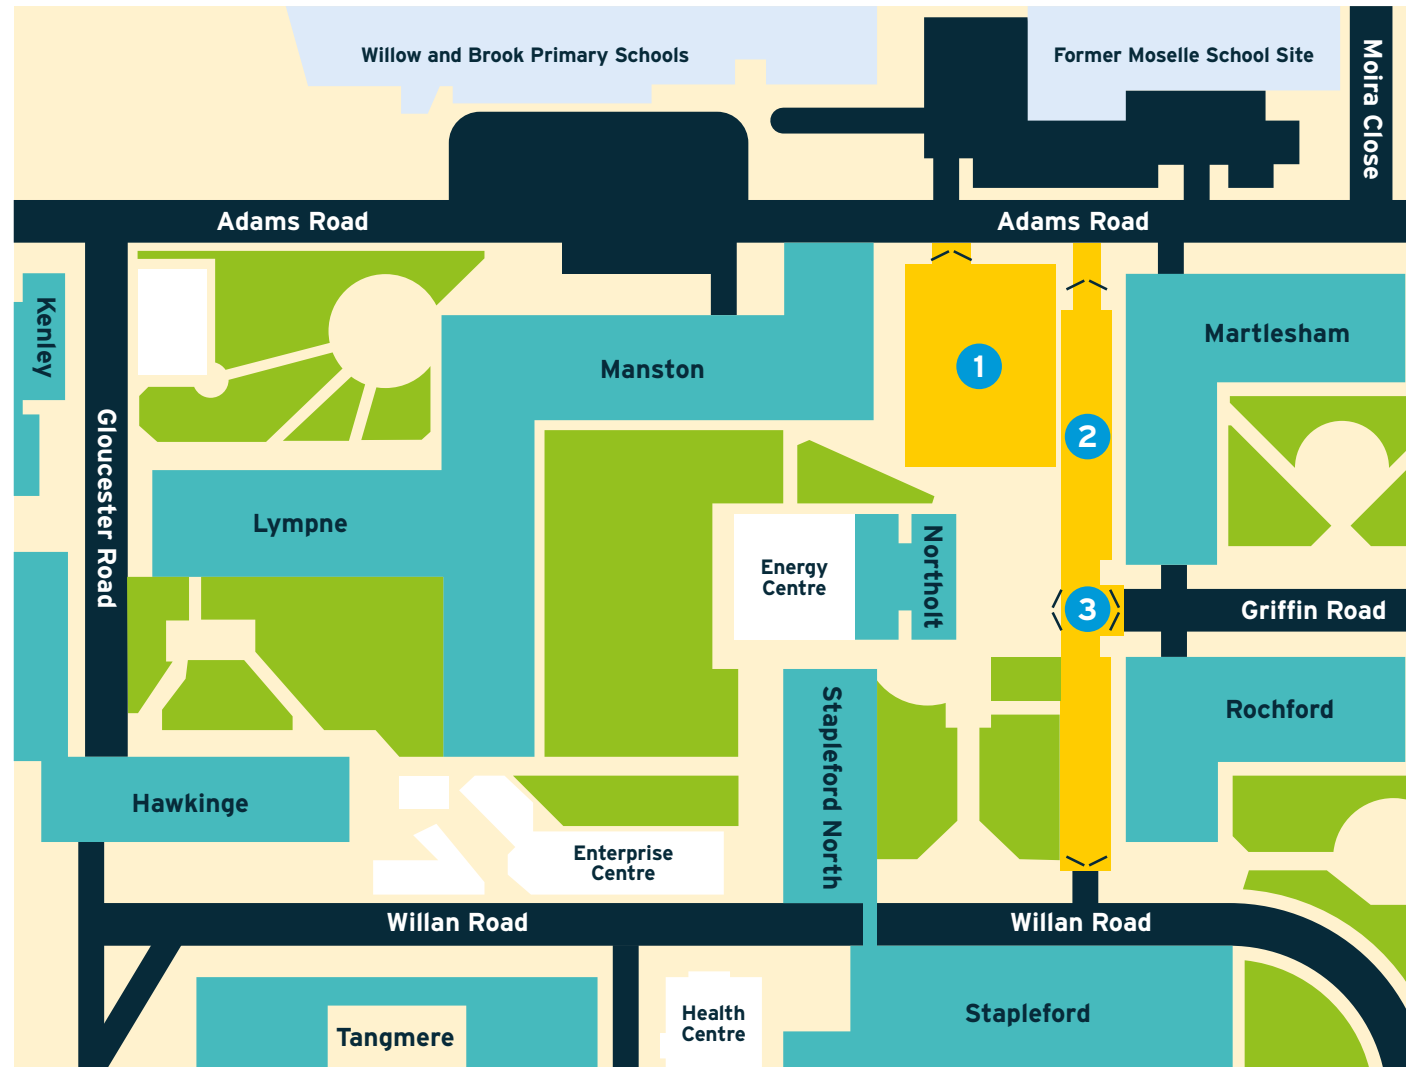 Willow and Brook Primary Schools
Former Moselle School Site
Moira Close
Adams Road
Adams Road
Kenley
Martlesham
Manston
1
2
Gloucester Road
Lympne
Northolt
Energy
Centre
3
Griffin Road
Stapleford North
Rochford
Hawkinge
Enterprise
Centre
Willan Road
Willan Road
Health
Centre
Stapleford
Tangmere